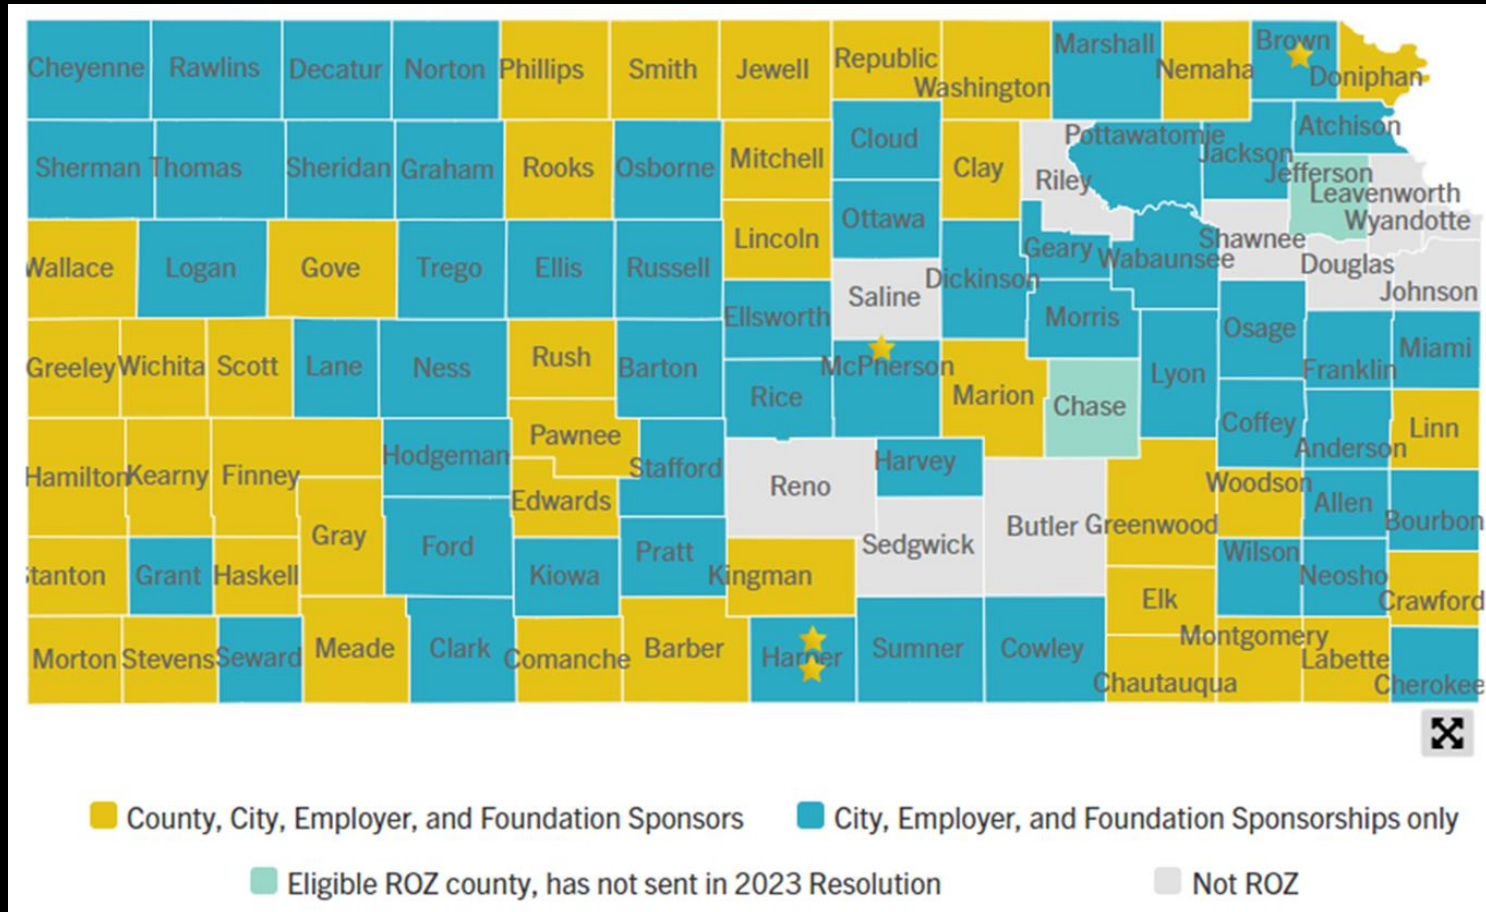 Cheyenne Rawlins Decatur Norton Phillips Smith Jewell Republic Washington Marshall Nemaha Brown Doniphan
Sherman Thomas Sheridan Graham Rooks Osborne Mitchell Cloud Clay Riley Pottawatomie Jackson Atchison
Jefferson Leavenworth Wyandotte
Wallace Logan Gove Trego Ellis Russell Lincoln Ottawa Dickinson Geary Wabaunsee Shawnee Douglas Johnson
Ellsworth Saline Morris Osage Franklin Miami
Greeley Wichita Scott Lane Ness Rush Barton Rice McPherson Marion Chase Lyon Coffey Anderson Linn
Hamilton Kearny Finney Hodgeman Pawnee Stafford Reno Harvey Butler Greenwood Woodson Allen Bourbon
Gray Ford Edwards Pratt Sedgwick Wilson Neosho
Stanton Grant Haskell Kiowa Kingman Elk Crawford
Morton Stevens Seward Meade Clark Comanche Barber Harper Sumner Cowley Chautauqua Montgomery Labette Cherokee
County, City, Employer, and Foundation Sponsors City, Employer, and Foundation Sponsorships only
Eligible ROZ county, has not sent in 2023 Resolution Not ROZ